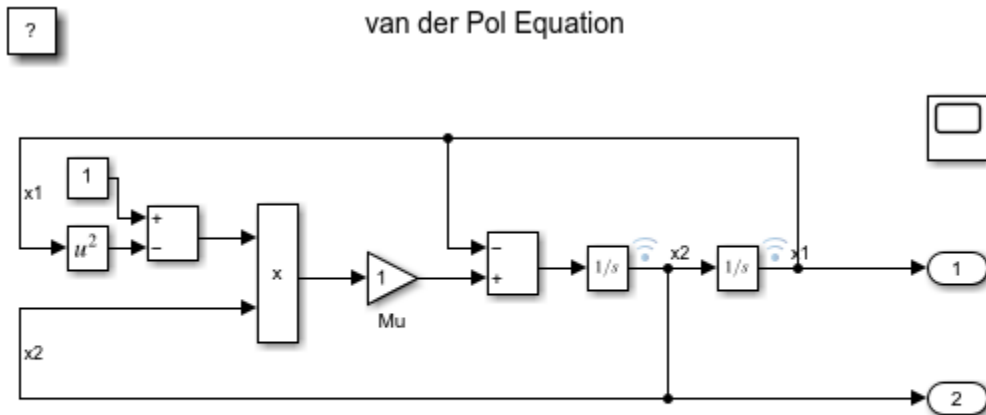 ?
van der Pol Equation
x1
1
+
−
u²
x
1
Mu
−
+
1/s
x2
1/s
x1
1
x2
2